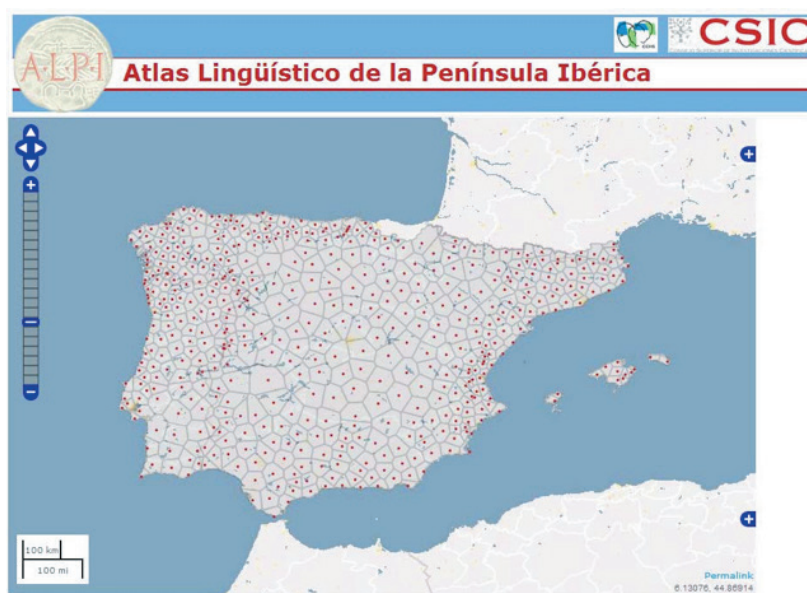 CSIC
ALPI
Atlas Lingüístico de la Península Ibérica
100 km
100 mi
Permalink
6.13076, 44.86914